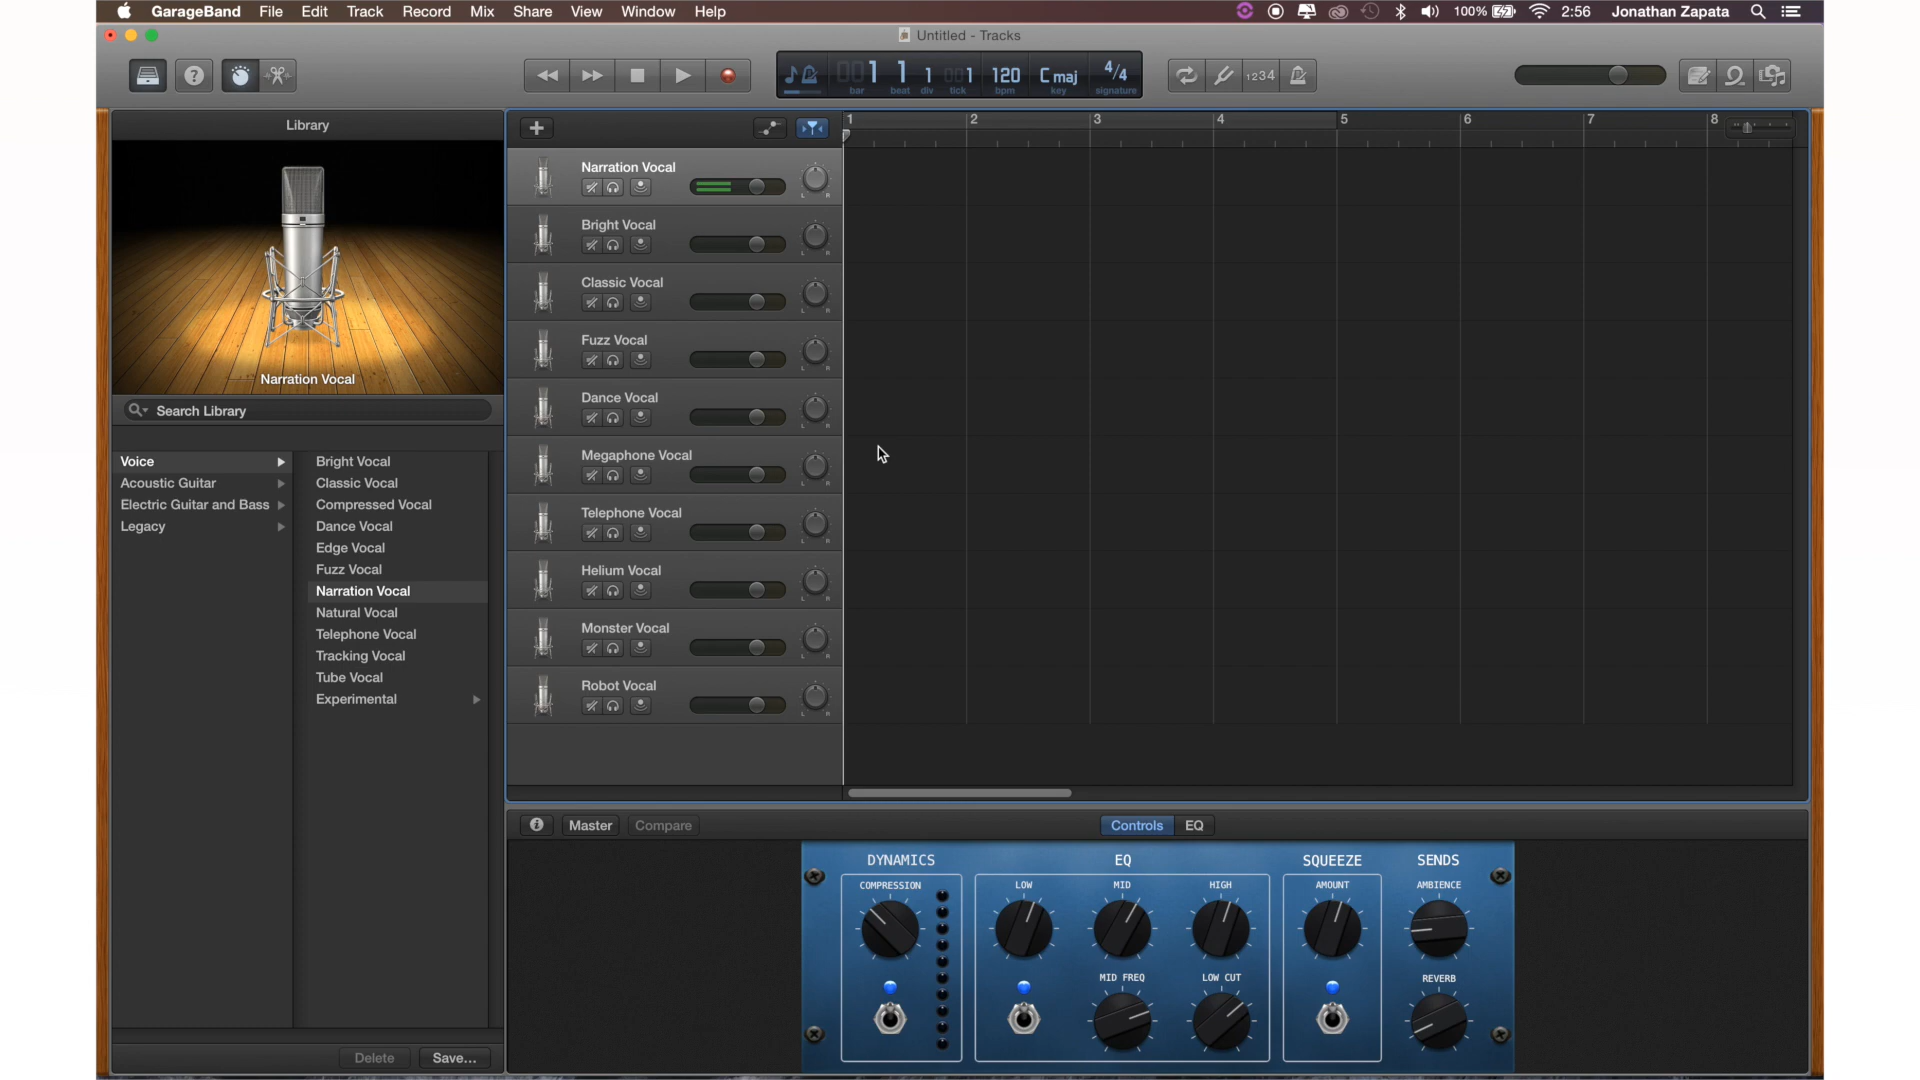 GarageBand File Edit Track Record Mix Share View Window Help 100% 2:56 Jonathan Zapata
Untitled - Tracks
001 1 1 001 120 C maj 4/4
bar beat div tick bpm key signature
1234
Library
1 2 3 4 5 6 7 8
Narration Vocal
L R
Bright Vocal
L R
Classic Vocal
L R
Fuzz Vocal
L R
Dance Vocal
L R
Megaphone Vocal
L R
Telephone Vocal
L R
Helium Vocal
L R
Monster Vocal
L R
Robot Vocal
L R
Narration Vocal
Search Library
Voice
Acoustic Guitar
Electric Guitar and Bass
Legacy
Bright Vocal
Classic Vocal
Compressed Vocal
Dance Vocal
Edge Vocal
Fuzz Vocal
Narration Vocal
Natural Vocal
Telephone Vocal
Tracking Vocal
Tube Vocal
Experimental
Delete Save...
Master Compare Controls EQ
DYNAMICS EQ SQUEEZE SENDS
COMPRESSION LOW MID HIGH AMOUNT AMBIENCE
MID FREQ LOW CUT REVERB